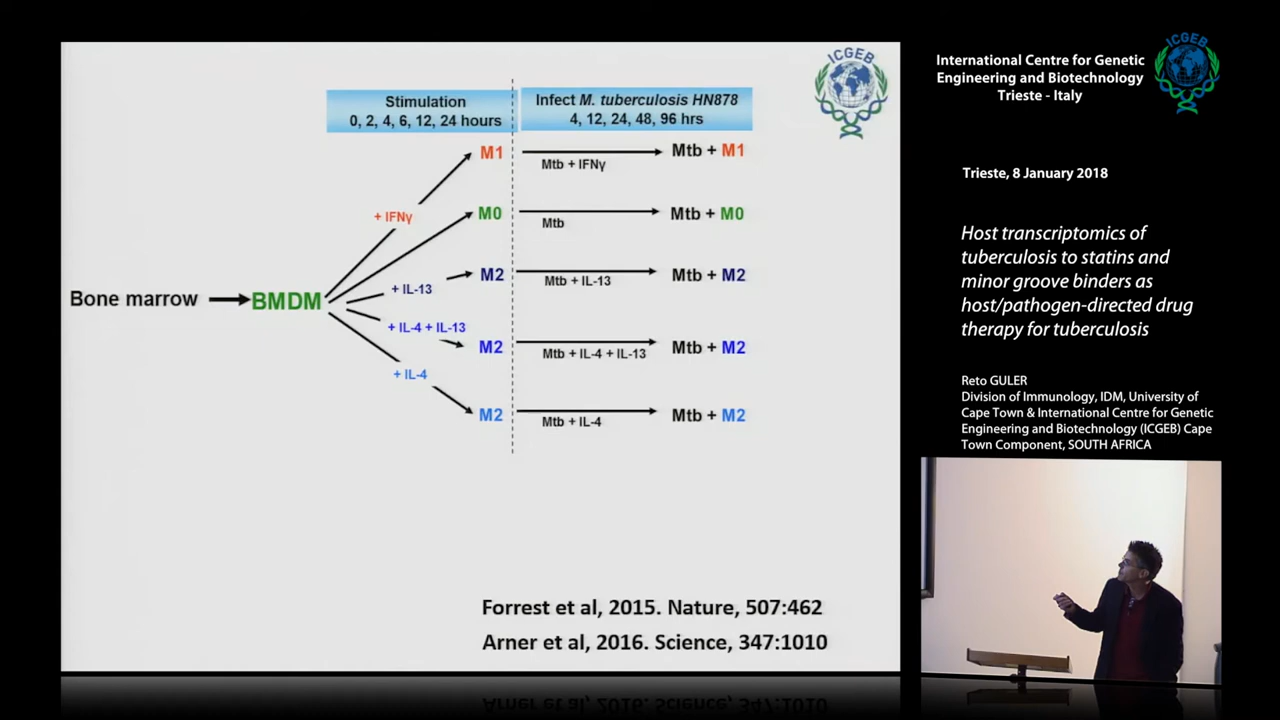 ICGEB
Stimulation
0, 2, 4, 6, 12, 24 hours
Infect M. tuberculosis HN878
4, 12, 24, 48, 96 hrs
M1
Mtb + IFNγ
Mtb + M1
+ IFNγ
M0
Mtb
Mtb + M0
M2
Mtb + IL-13
Mtb + M2
+ IL-13
Bone marrow
BMDM
+ IL-4 + IL-13
M2
Mtb + IL-4 + IL-13
Mtb + M2
+ IL-4
M2
Mtb + IL-4
Mtb + M2
Forrest et al, 2015. Nature, 507:462
Arner et al, 2016. Science, 347:1010
International Centre for Genetic
Engineering and Biotechnology
Trieste - Italy
ICGEB
Trieste, 8 January 2018
Host transcriptomics of
tuberculosis to statins and
minor groove binders as
host/pathogen-directed drug
therapy for tuberculosis
Reto GULER
Division of Immunology, IDM, University of
Cape Town & International Centre for Genetic
Engineering and Biotechnology (ICGEB) Cape
Town Component, SOUTH AFRICA